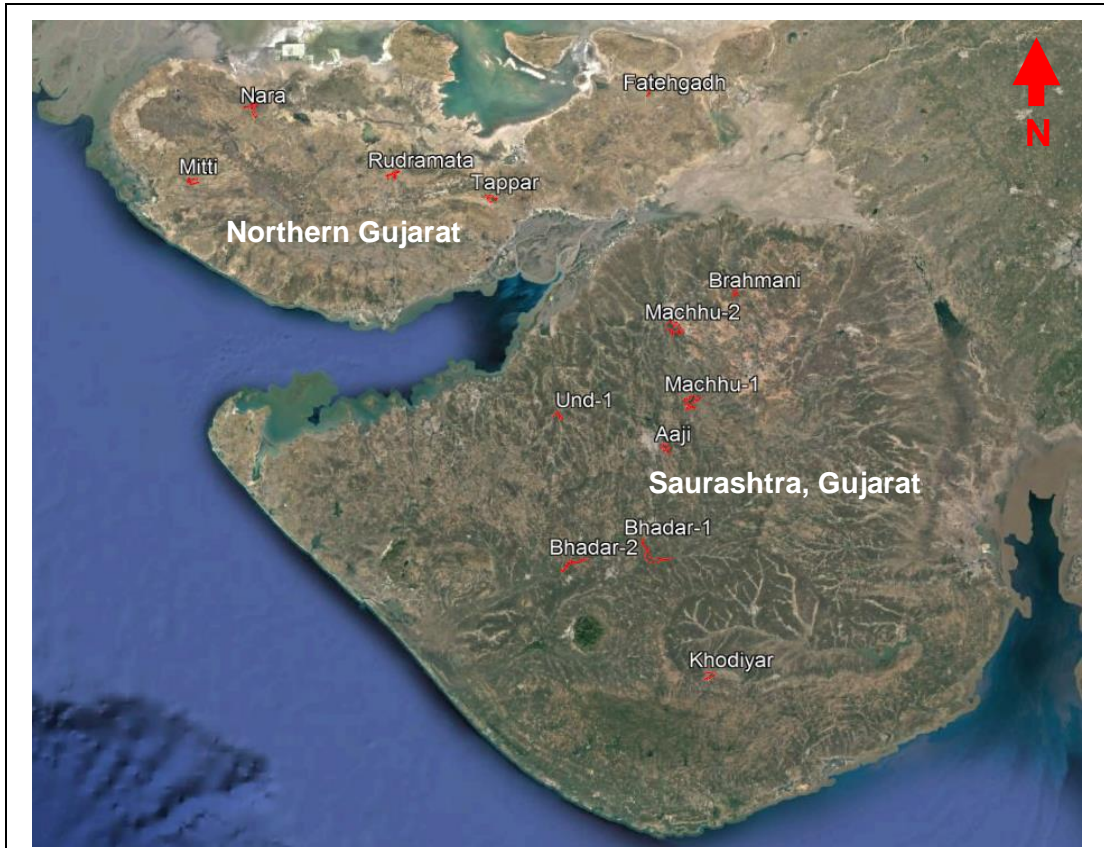 Fatehgadh
Nara
Rudramata
Mitti
Tappar
N
Northern Gujarat
Brahmani
Machhu-2
Machhu-1
Und-1
Aaji
Saurashtra, Gujarat
Bhadar-1
Bhadar-2
Khodiyar